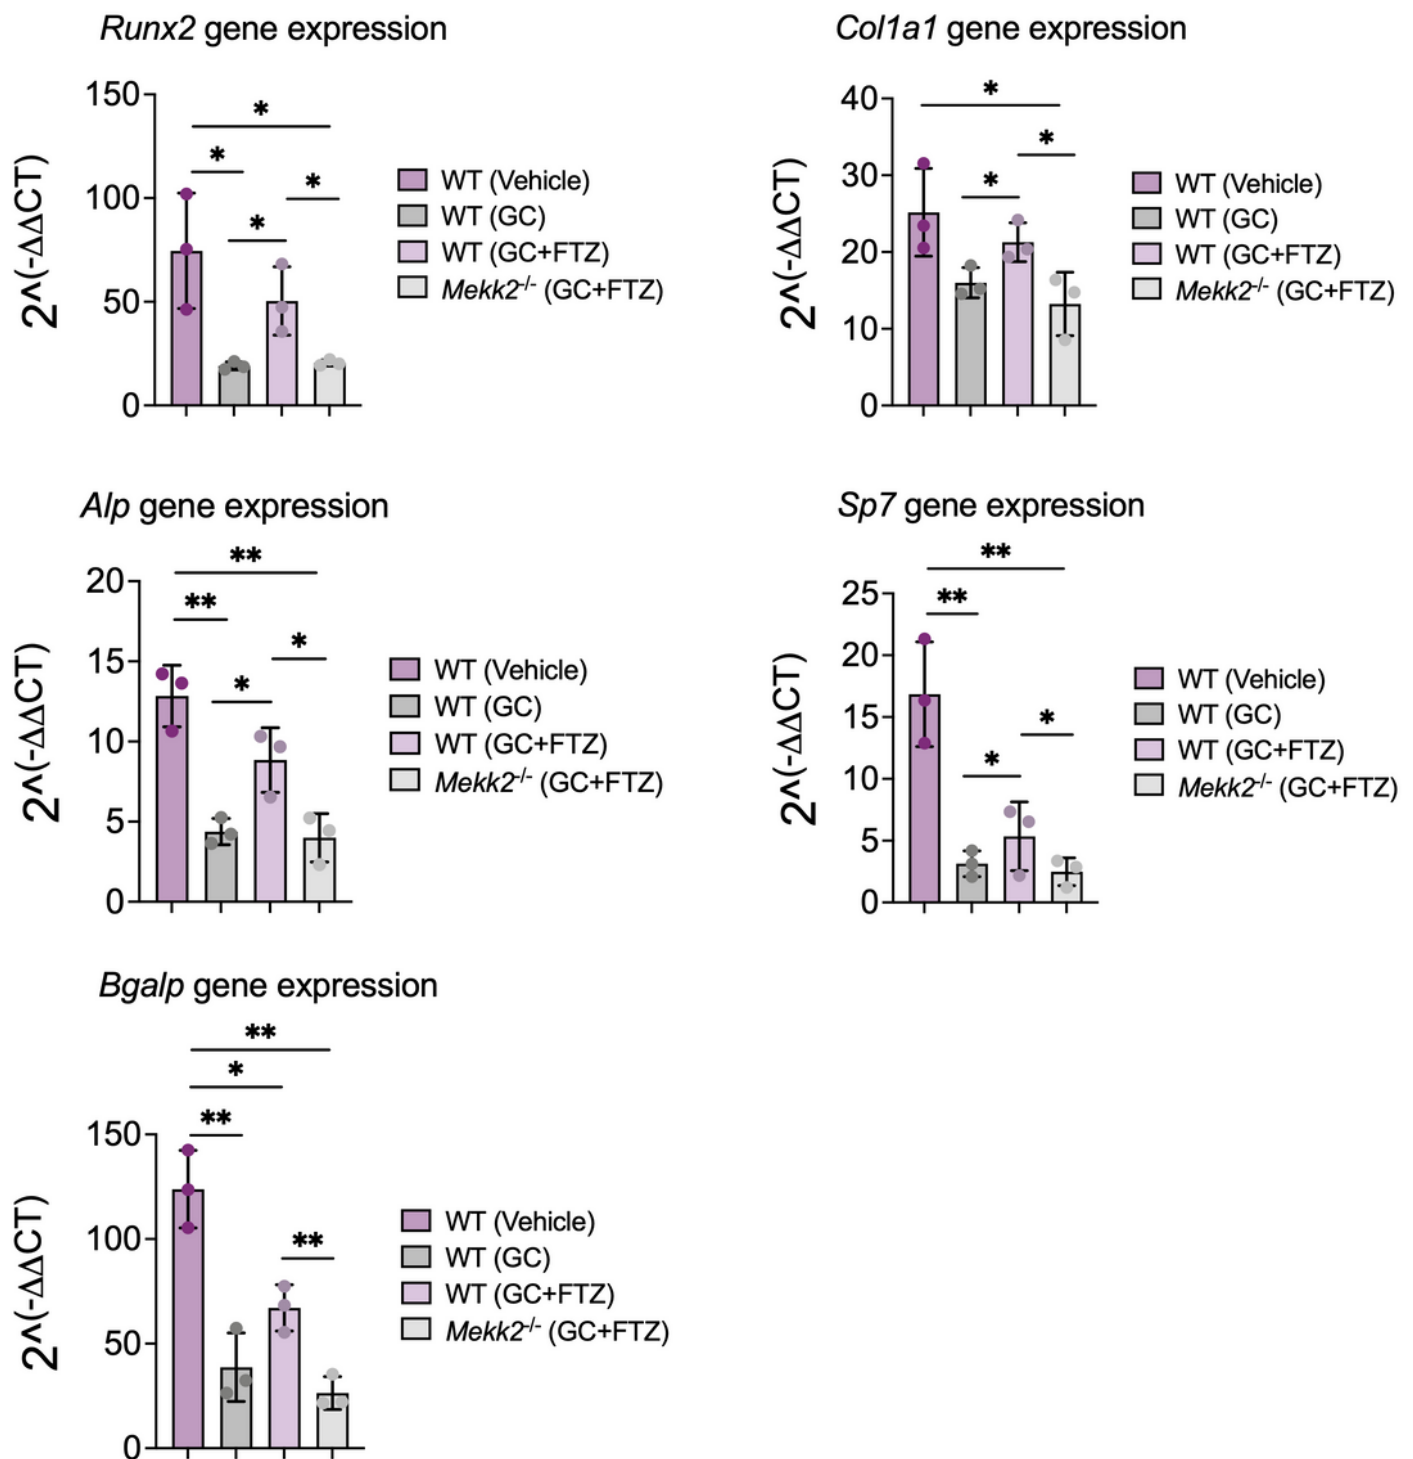 Runx2 gene expression
*
*
*
*
150
100
50
0
2^(-ΔΔCT)
WT (Vehicle)
WT (GC)
WT (GC+FTZ)
Mekk2-/- (GC+FTZ)
Col1a1 gene expression
*
*
*
40
30
20
10
0
2^(-ΔΔCT)
WT (Vehicle)
WT (GC)
WT (GC+FTZ)
Mekk2-/- (GC+FTZ)
Alp gene expression
**
**
*
*
20
15
10
5
0
2^(-ΔΔCT)
WT (Vehicle)
WT (GC)
WT (GC+FTZ)
Mekk2-/- (GC+FTZ)
Sp7 gene expression
**
**
*
*
25
20
15
10
5
0
2^(-ΔΔCT)
WT (Vehicle)
WT (GC)
WT (GC+FTZ)
Mekk2-/- (GC+FTZ)
Bgalp gene expression
**
*
**
**
150
100
50
0
2^(-ΔΔCT)
WT (Vehicle)
WT (GC)
WT (GC+FTZ)
Mekk2-/- (GC+FTZ)